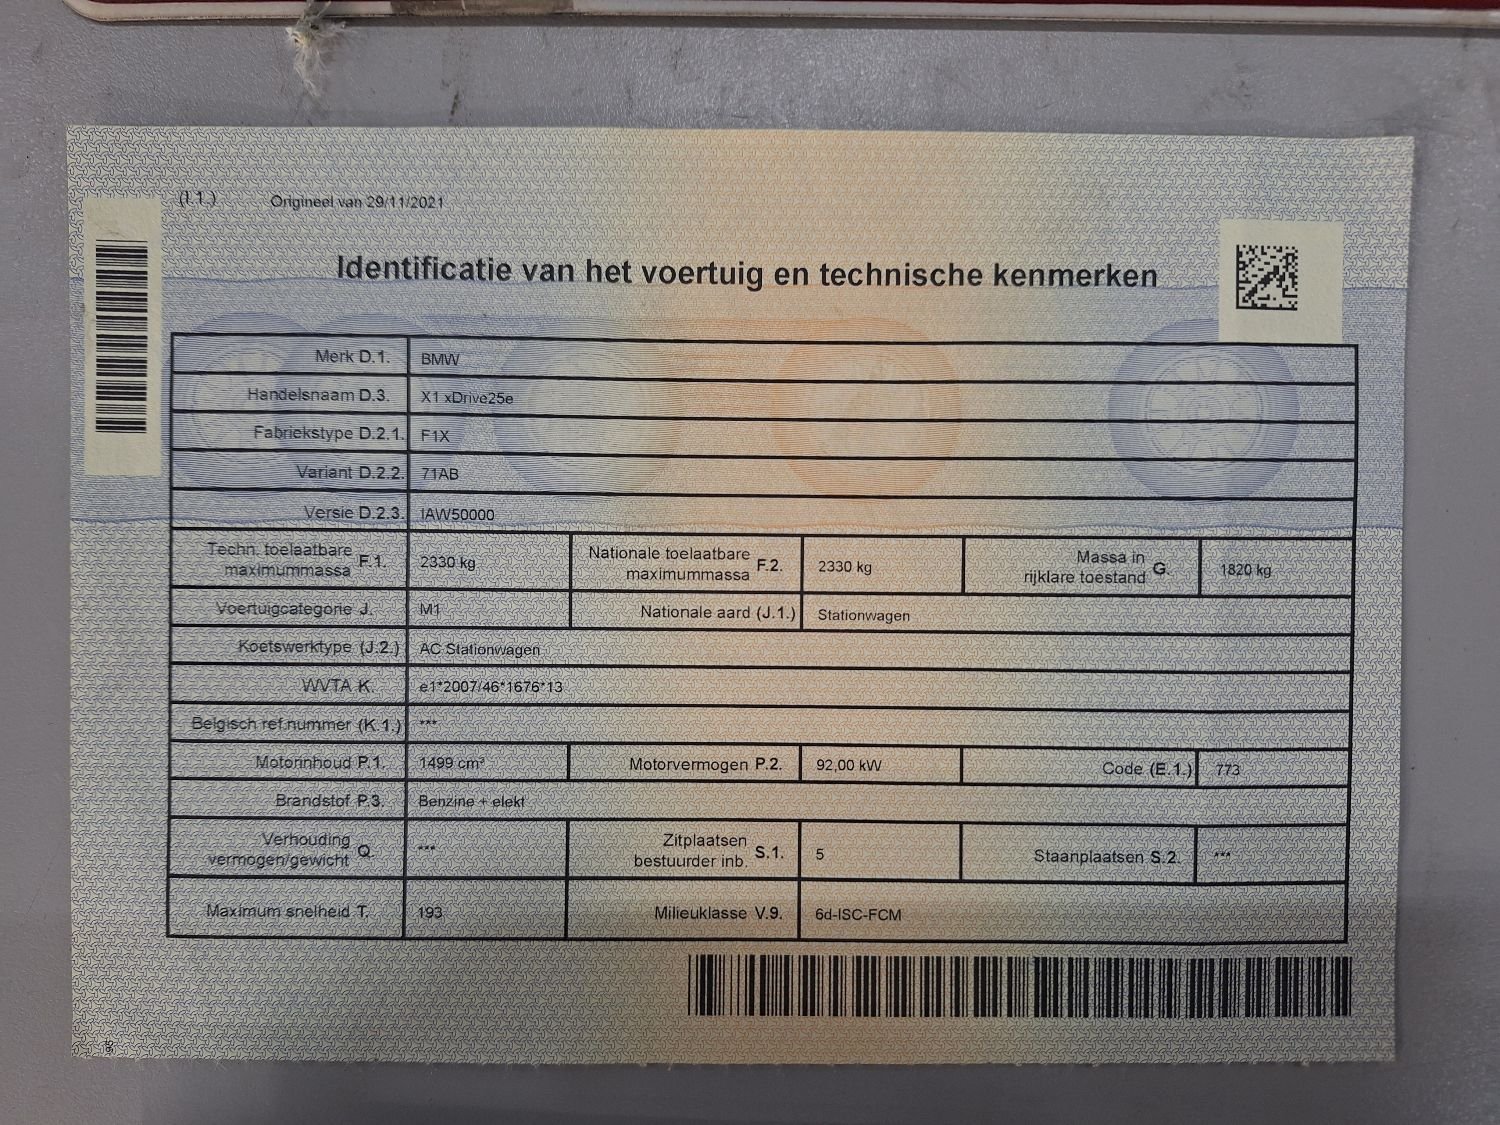 (I.1.) Origineel van 29/11/2021
Identificatie van het voertuig en technische kenmerken
Merk D.1. BMW
Handelsnaam D.3. X1 xDrive25e
Fabriekstype D.2.1. F1X
Variant D.2.2. 71AB
Versie D.2.3. IAW50000
Techn. toelaatbare maximummassa F.1. 2330 kg Nationale toelaatbare maximummassa F.2. 2330 kg Massa in rijklare toestand G. 1820 kg
Voertuigcategorie J. M1 Nationale aard (J.1.) Stationwagen
Koetswerktype (J.2.) AC Stationwagen
WVTA K. e1*2007/46*1676*13
Belgisch ref.nummer (K.1.) ***
Motorinhoud P.1. 1499 cm³ Motorvermogen P.2. 92,00 kW Code (E.1.) 773
Brandstof P.3. Benzine + elekt
Verhouding vermogen/gewicht Q. *** Zitplaatsen bestuurder inb. S.1. 5 Staanplaatsen S.2. ***
Maximum snelheid T. 193 Milieuklasse V.9. 6d-ISC-FCM